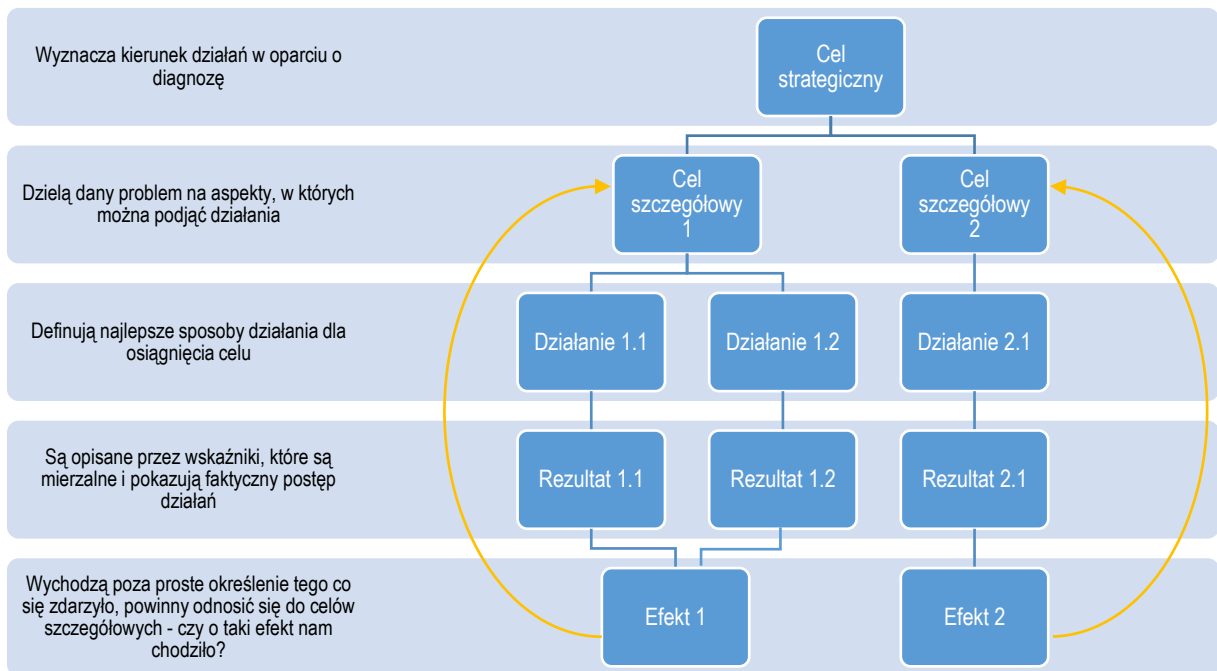 Wyznacza kierunek działań w oparciu o
diagnozę
Cel
strategiczny
Dzielą dany problem na aspekty, w których
można podjąć działania
Cel
szczegółowy
1
Cel
szczegółowy
2
Definują najlepsze sposoby działania dla
osiągnięcia celu
Działanie 1.1
Działanie 1.2
Działanie 2.1
Są opisane przez wskaźniki, które są
mierzalne i pokazują faktyczny postęp
działań
Rezultat 1.1
Rezultat 1.2
Rezultat 2.1
Wychodzą poza proste określenie tego co
się zdarzyło, powinny odnosić się do celów
szczegółowych - czy o taki efekt nam
chodziło?
Efekt 1
Efekt 2